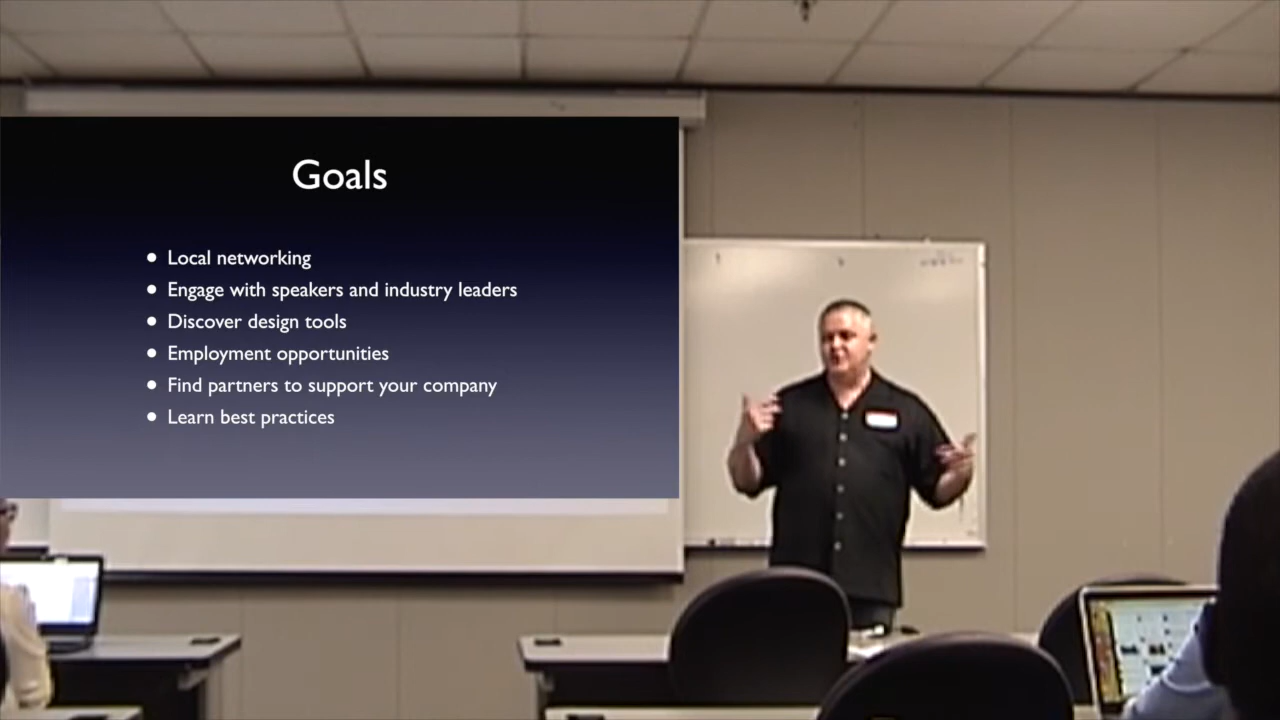 Goals
• Local networking
• Engage with speakers and industry leaders
• Discover design tools
• Employment opportunities
• Find partners to support your company
• Learn best practices